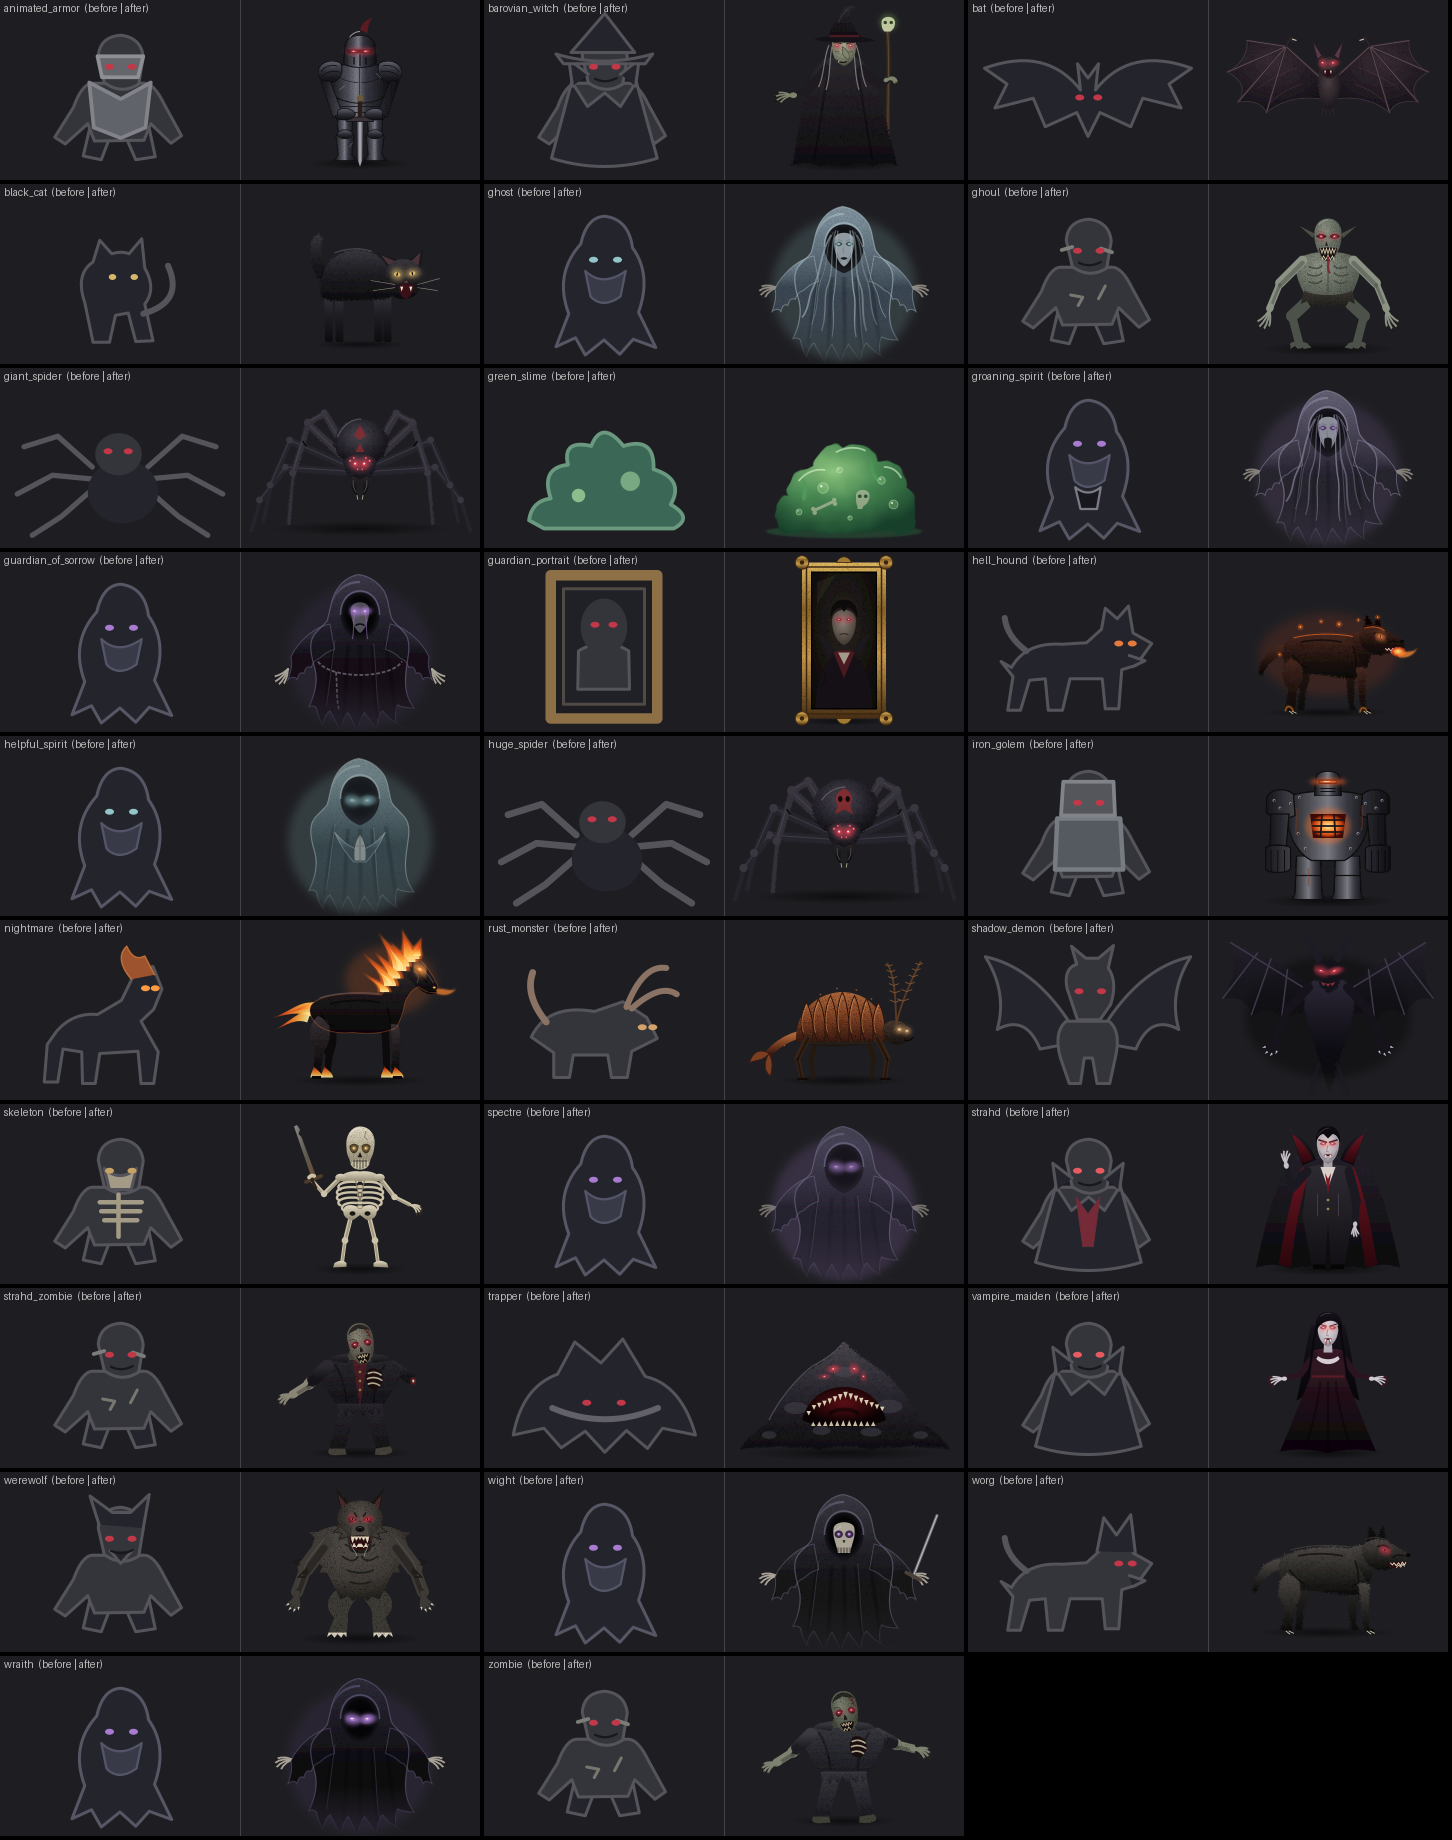 animated_armor (before | after)
barovian_witch (before | after)
bat (before | after)
black_cat (before | after)
ghost (before | after)
ghoul (before | after)
giant_spider (before | after)
green_slime (before | after)
groaning_spirit (before | after)
guardian_of_sorrow (before | after)
guardian_portrait (before | after)
hell_hound (before | after)
helpful_spirit (before | after)
huge_spider (before | after)
iron_golem (before | after)
nightmare (before | after)
rust_monster (before | after)
shadow_demon (before | after)
skeleton (before | after)
spectre (before | after)
strahd (before | after)
strahd_zombie (before | after)
trapper (before | after)
vampire_maiden (before | after)
werewolf (before | after)
wight (before | after)
worg (before | after)
wraith (before | after)
zombie (before | after)